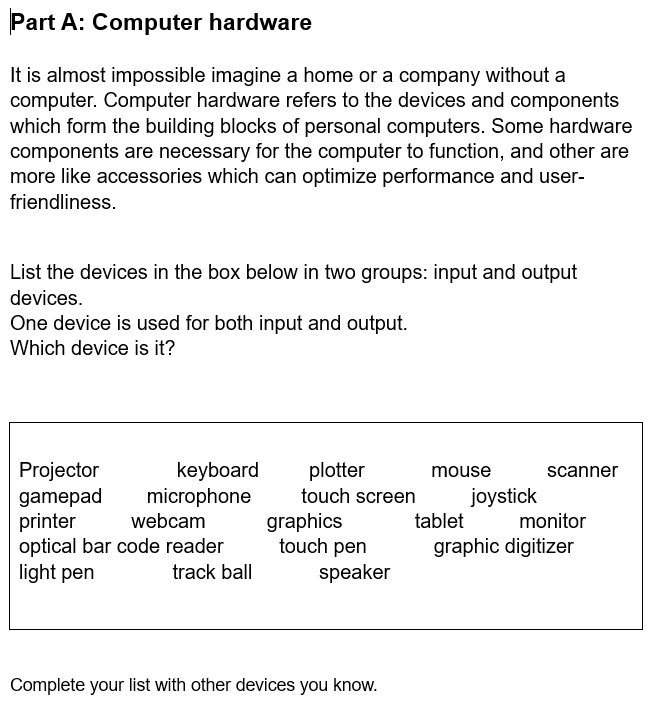 Part A: Computer hardware
It is almost impossible imagine a home or a company without a
computer. Computer hardware refers to the devices and components
which form the building blocks of personal computers. Some hardware
components are necessary for the computer to function, and other are
more like accessories which can optimize performance and user-
friendliness.
List the devices in the box below in two groups: input and output
devices.
One device is used for both input and output.
Which device is it?
Projector keyboard plotter mouse scanner
gamepad microphone touch screen joystick
printer webcam graphics tablet monitor
optical bar code reader touch pen graphic digitizer
light pen track ball speaker
Complete your list with other devices you know.